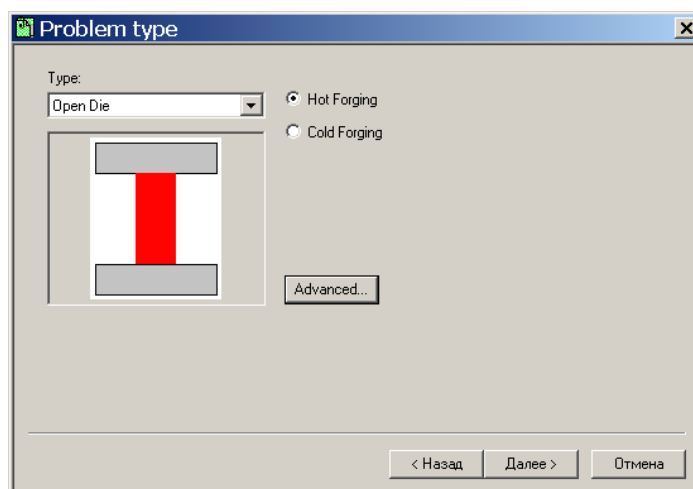 Problem type
Type:
Open Die
Hot Forging
Cold Forging
Advanced...
< Назад
Далее >
Отмена